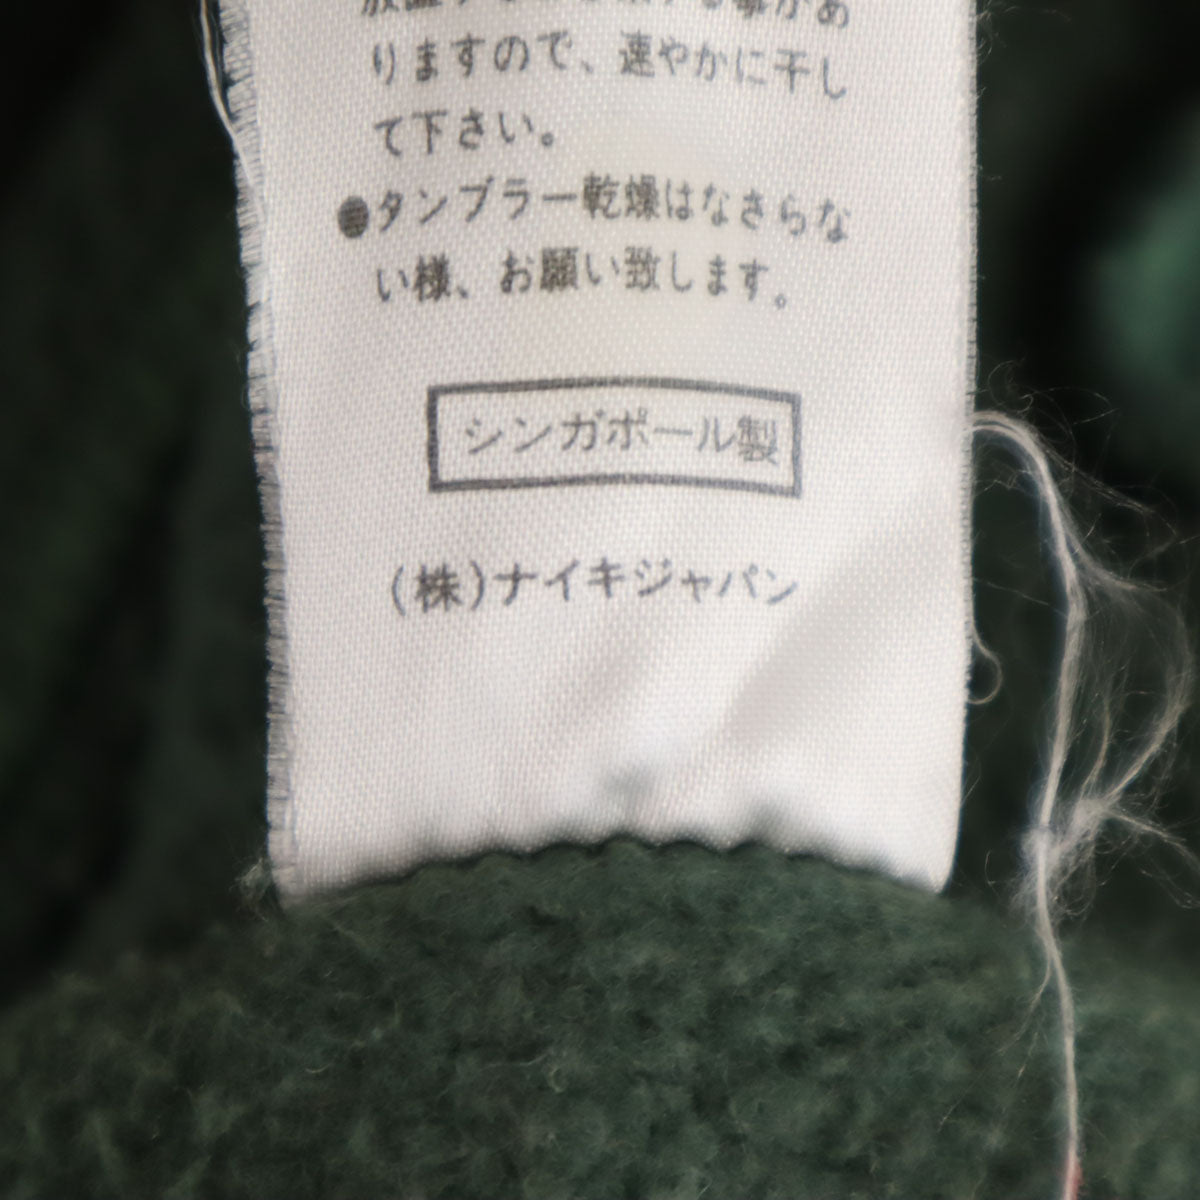 りますので、速やかに干し
て下さい。
●タンブラー乾燥はなさらな
い様、お願い致します。
シンガポール製
(株)ナイキジャパン